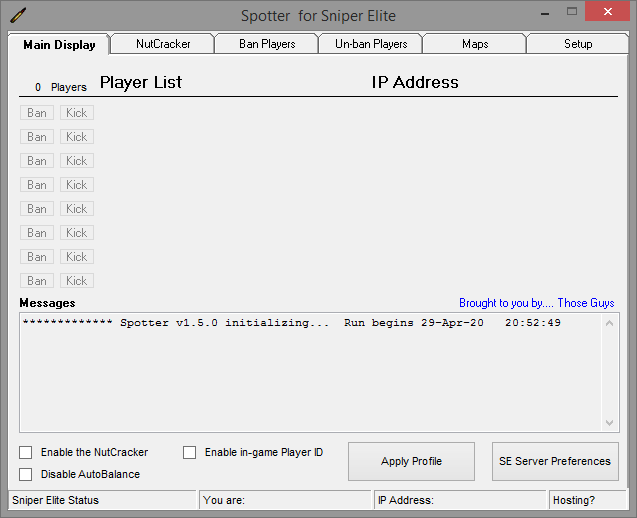 Spotter for Sniper Elite
Main Display NutCracker Ban Players Un-ban Players Maps Setup
0 Players Player List IP Address
Ban Kick
Ban Kick
Ban Kick
Ban Kick
Ban Kick
Ban Kick
Ban Kick
Ban Kick
Messages Brought to you by.... Those Guys
************* Spotter v1.5.0 initializing... Run begins 29-Apr-20 20:52:49
Enable the NutCracker Enable in-game Player ID Apply Profile SE Server Preferences
Disable AutoBalance
Sniper Elite Status You are: IP Address: Hosting?